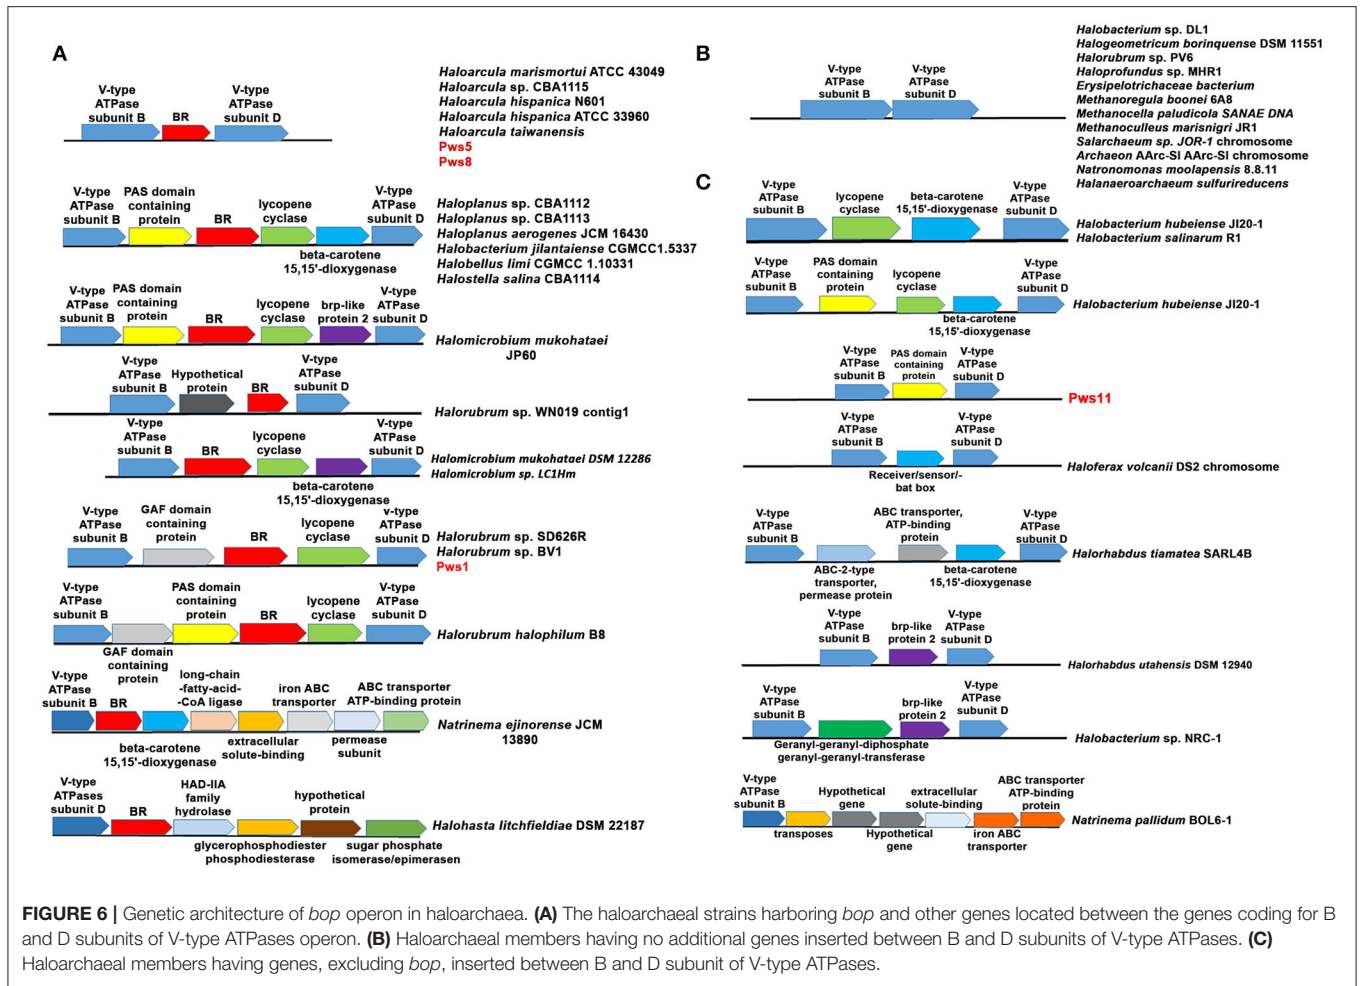 A
V-type
ATPase
subunit B
BR
V-type
ATPase
subunit D
Haloarcula marismortui ATCC 43049
Haloarcula sp. CBA1115
Haloarcula hispanica N601
Haloarcula hispanica ATCC 33960
Haloarcula taiwanensis
Pws5
Pws8
V-type
ATPase
subunit B
PAS domain
containing
protein
BR
lycopene
cyclase
beta-carotene
15,15'-dioxygenase
V-type
ATPase
subunit D
Haloplanus sp. CBA1112
Haloplanus sp. CBA1113
Haloplanus aerogenes JCM 16430
Halobacterium jilantaiense CGMCC1.5337
Halobellus limi CGMCC 1.10331
Halostella salina CBA1114
V-type
ATPase
subunit B
PAS domain
containing
protein
BR
lycopene
cyclase
brp-like
protein 2
V-type
ATPase
subunit D
Halomicrobium mukohataei
JP60
V-type
ATPase
subunit B
Hypothetical
protein
BR
V-type
ATPase
subunit D
Halorubrum sp. WN019 contig1
V-type
ATPase
subunit B
BR
lycopene
cyclase
beta-carotene
15,15'-dioxygenase
V-type
ATPase
subunit D
Halomicrobium mukohataei DSM 12286
Halomicrobium sp. LC1Hm
V-type
ATPase
subunit B
GAF domain
containing
protein
BR
lycopene
cyclase
V-type
ATPase
subunit D
Halorubrum sp. SD626R
Halorubrum sp. BV1
Pws1
V-type
ATPase
subunit B
GAF domain
containing
protein
PAS domain
containing
protein
BR
lycopene
cyclase
V-type
ATPase
subunit D
Halorubrum halophilum B8
V-type
ATPase
subunit B
BR
beta-carotene
15,15'-dioxygenase
long-chain
-fatty-acid-
-CoA ligase
extracellular
solute-binding
iron ABC
transporter
permease
subunit
ABC transporter
ATP-binding protein
Natrinema ejinorense JCM
13890
V-type
ATPases
subunit D
BR
HAD-IIA
family
hydrolase
glycerophosphodiester
phosphodiesterase
hypothetical
protein
sugar phosphate
isomerase/epimerasen
Halohasta litchfieldiae DSM 22187
B
V-type
ATPase
subunit B
V-type
ATPase
subunit D
Halobacterium sp. DL1
Halogeometricum borinquense DSM 11551
Halorubrum sp. PV6
Haloprofundus sp. MHR1
Erysipelotrichaceae bacterium
Methanoregula boonei 6A8
Methanocella paludicola SANAE DNA
Methanoculleus marisnigri JR1
Salarchaeum sp. JOR-1 chromosome
Archaeon AArc-Sl AArc-Sl chromosome
Natronomonas moolapensis 8.8.11
Halanaeroarchaeum sulfurireducens
C
V-type
ATPase
subunit B
lycopene
cyclase
beta-carotene
15,15'-dioxygenase
V-type
ATPase
subunit D
Halobacterium hubeiense JI20-1
Halobacterium salinarum R1
V-type
ATPase
subunit B
PAS domain
containing
protein
lycopene
cyclase
beta-carotene
15,15'-dioxygenase
V-type
ATPase
subunit D
Halobacterium hubeiense JI20-1
V-type
ATPase
subunit B
PAS domain
containing
protein
V-type
ATPase
subunit D
Pws11
V-type
ATPase
subunit B
Receiver/sensor/-
bat box
V-type
ATPase
subunit D
Haloferax volcanii DS2 chromosome
V-type
ATPase
subunit B
ABC-2-type
transporter,
permease protein
ABC transporter,
ATP-binding
protein
beta-carotene
15,15'-dioxygenase
V-type
ATPase
subunit D
Halorhabdus tiamatea SARL4B
V-type
ATPase
subunit B
brp-like
protein 2
V-type
ATPase
subunit D
Halorhabdus utahensis DSM 12940
V-type
ATPase
subunit B
Geranyl-geranyl-diphosphate
geranyl-geranyl-transferase
brp-like
protein 2
V-type
ATPase
subunit D
Halobacterium sp. NRC-1
V-type
ATPase
subunit B
transposes
Hypothetical
gene
Hypothetical
gene
extracellular
solute-binding
iron ABC
transporter
ABC transporter
ATP-binding
protein
Natrinema pallidum BOL6-1
FIGURE 6 | Genetic architecture of bop operon in haloarchaea. (A) The haloarchaeal strains harboring bop and other genes located between the genes coding for B
and D subunits of V-type ATPases operon. (B) Haloarchaeal members having no additional genes inserted between B and D subunits of V-type ATPases. (C)
Haloarchaeal members having genes, excluding bop, inserted between B and D subunit of V-type ATPases.